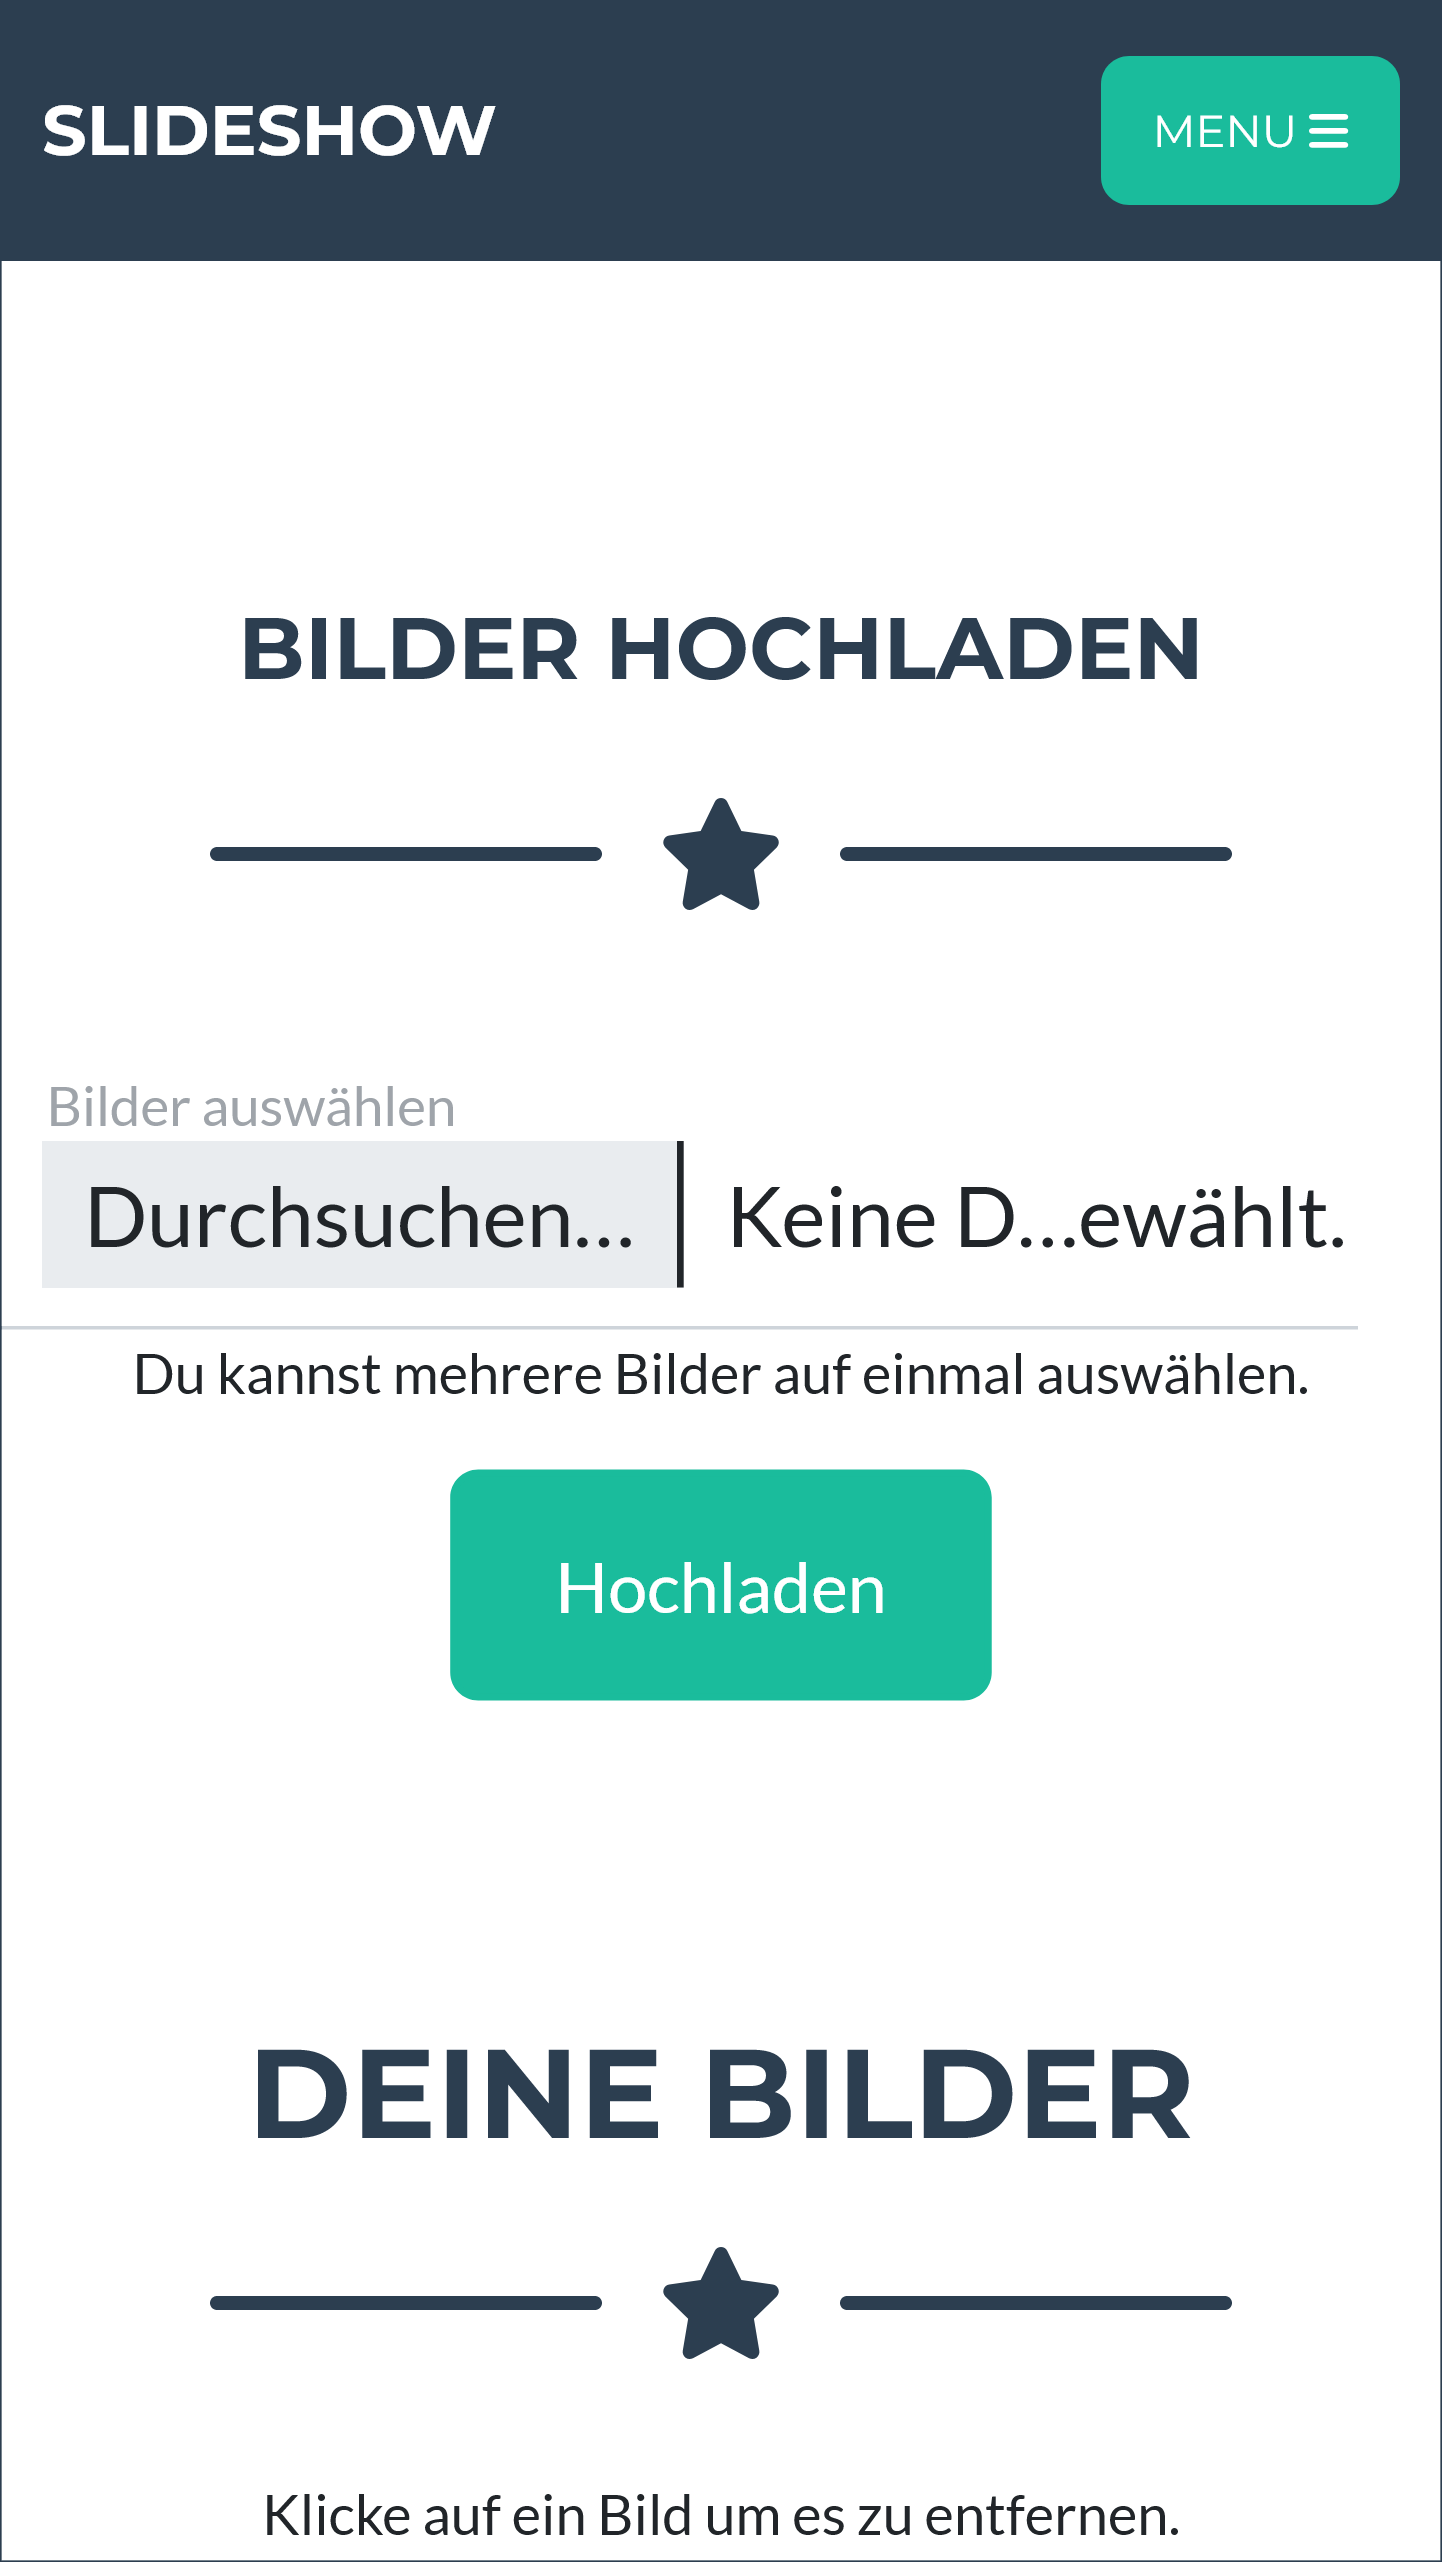 SLIDESHOW
MENU
BILDER HOCHLADEN
Bilder auswählen
Durchsuchen... Keine D...ewählt.
Du kannst mehrere Bilder auf einmal auswählen.
Hochladen
DEINE BILDER
Klicke auf ein Bild um es zu entfernen.